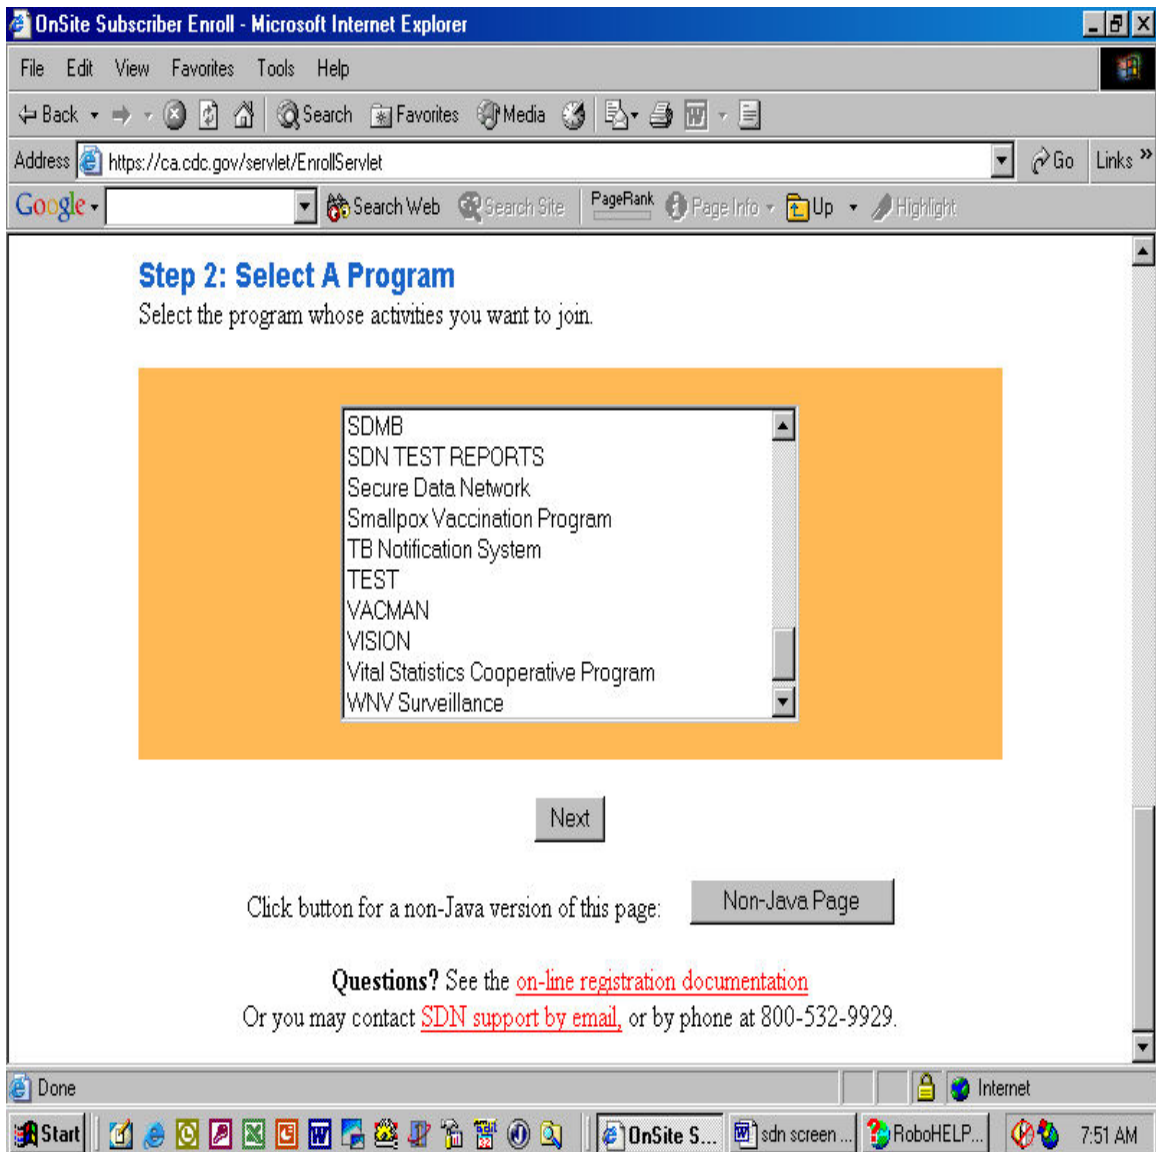 OnSite Subscriber Enroll - Microsoft Internet Explorer
File Edit View Favorites Tools Help
Back Search Favorites Media
Address https://ca.cdc.gov/servlet/EnrollServlet Go Links »
Google Search Web Search Site PageRank Page Info Up Highlight
Step 2: Select A Program
Select the program whose activities you want to join.
SDMB
SDN TEST REPORTS
Secure Data Network
Smallpox Vaccination Program
TB Notification System
TEST
VACMAN
VISION
Vital Statistics Cooperative Program
WNV Surveillance
Next
Click button for a non-Java version of this page: Non-Java Page
Questions? See the on-line registration documentation
Or you may contact SDN support by email, or by phone at 800-532-9929.
Done Internet
Start OnSite S... sdn screen ... RoboHELP... 7:51 AM